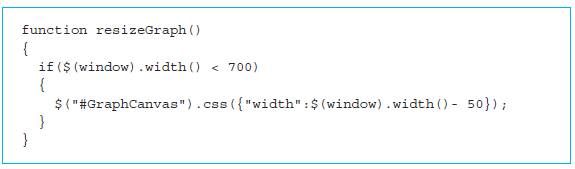 function resizeGraph()
{
if($(window).width() < 700)
{
$("#GraphCanvas").css({"width":$(window).width()- 50});
}
}